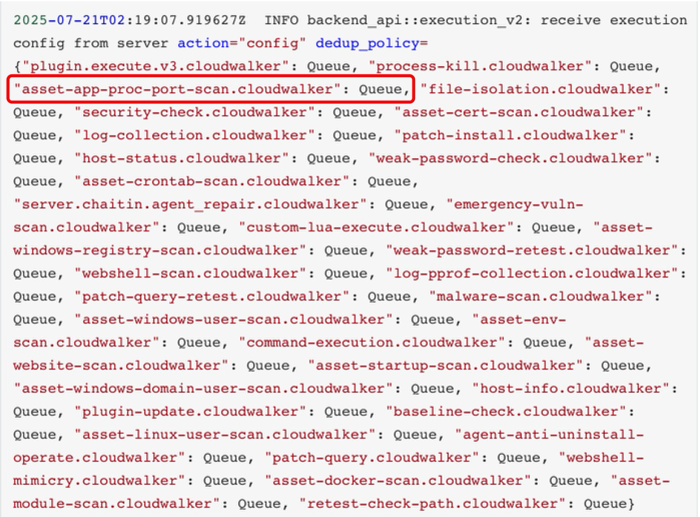 2025-07-21T02:19:07.919627Z  INFO backend_api::execution_v2: receive execution
config from server action="config" dedup_policy=
{"plugin.execute.v3.cloudwalker": Queue, "process-kill.cloudwalker": Queue,
"asset-app-proc-port-scan.cloudwalker": Queue, "file-isolation.cloudwalker":
Queue, "security-check.cloudwalker": Queue, "asset-cert-scan.cloudwalker":
Queue, "log-collection.cloudwalker": Queue, "patch-install.cloudwalker":
Queue, "host-status.cloudwalker": Queue, "weak-password-check.cloudwalker":
Queue, "asset-crontab-scan.cloudwalker": Queue,
"server.chaitin.agent_repair.cloudwalker": Queue, "emergency-vuln-
scan.cloudwalker": Queue, "custom-lua-execute.cloudwalker": Queue, "asset-
windows-registry-scan.cloudwalker": Queue, "weak-password-retest.cloudwalker":
Queue, "webshell-scan.cloudwalker": Queue, "log-pprof-collection.cloudwalker":
Queue, "patch-query-retest.cloudwalker": Queue, "malware-scan.cloudwalker":
Queue, "asset-windows-user-scan.cloudwalker": Queue, "asset-env-
scan.cloudwalker": Queue, "command-execution.cloudwalker": Queue, "asset-
website-scan.cloudwalker": Queue, "asset-startup-scan.cloudwalker": Queue,
"asset-windows-domain-user-scan.cloudwalker": Queue, "host-info.cloudwalker":
Queue, "plugin-update.cloudwalker": Queue, "baseline-check.cloudwalker":
Queue, "asset-linux-user-scan.cloudwalker": Queue, "agent-anti-uninstall-
operate.cloudwalker": Queue, "patch-query.cloudwalker": Queue, "webshell-
mimicry.cloudwalker": Queue, "asset-docker-scan.cloudwalker": Queue, "asset-
module-scan.cloudwalker": Queue, "retest-check-path.cloudwalker": Queue}